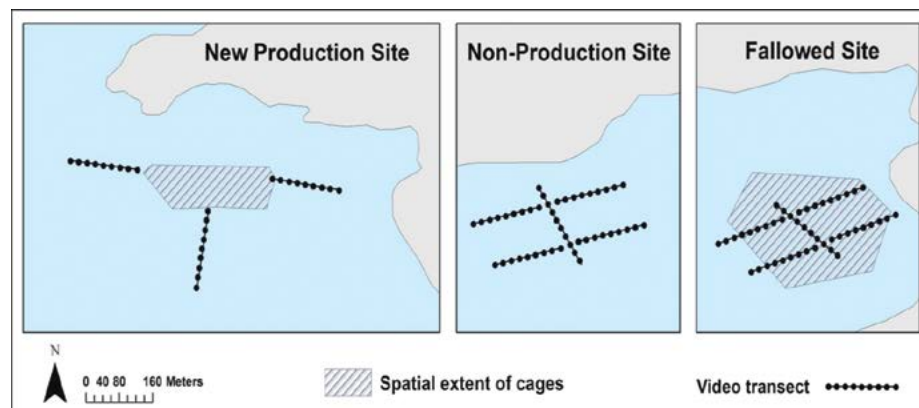 New Production Site
Non-Production Site
Fallowed Site
N
0 40 80 160 Meters
Spatial extent of cages
Video transect